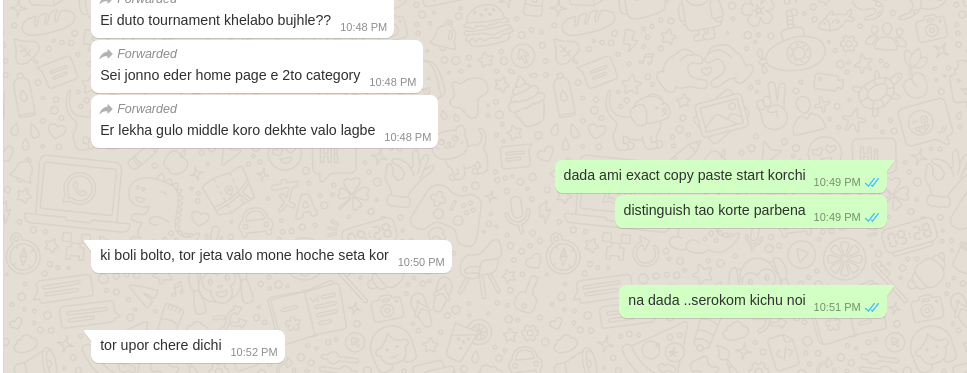 Forwarded
Ei duto tournament khelabo bujhle?? 10:48 PM
Forwarded
Sei jonno eder home page e 2to category 10:48 PM
Forwarded
Er lekha gulo middle koro dekhte valo lagbe 10:48 PM
dada ami exact copy paste start korchi 10:49 PM
distinguish tao korte parbena 10:49 PM
ki boli bolto, tor jeta valo mone hoche seta kor 10:50 PM
na dada ..serokom kichu noi 10:51 PM
tor upor chere dichi 10:52 PM